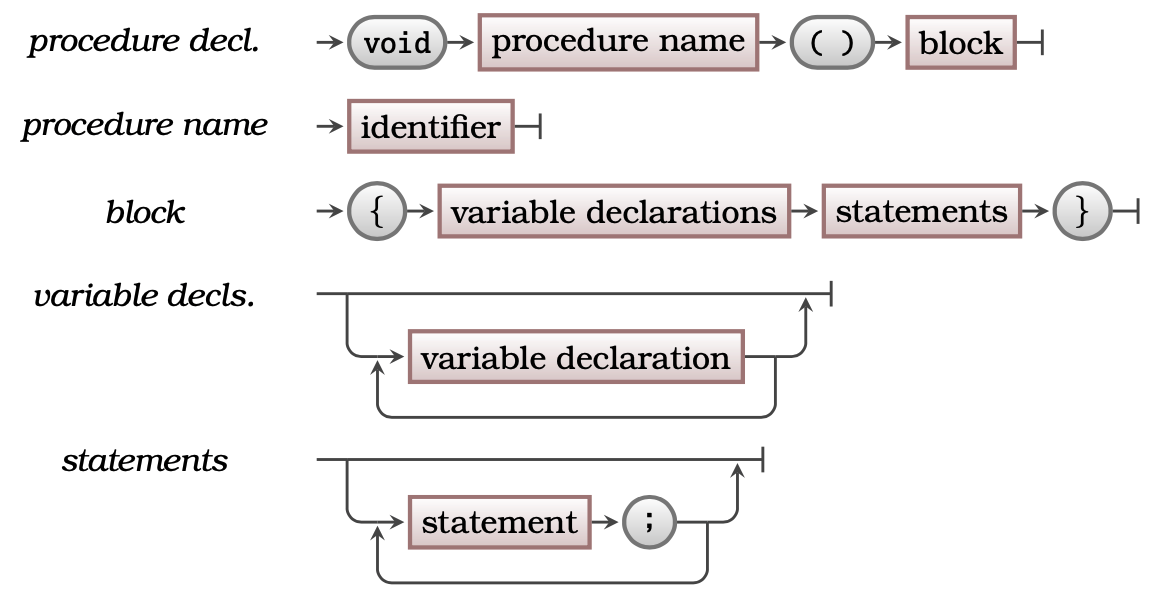 procedure decl. void procedure name ( ) block
procedure name identifier
block { variable declarations statements }
variable decls.
variable declaration
statements
statement ;